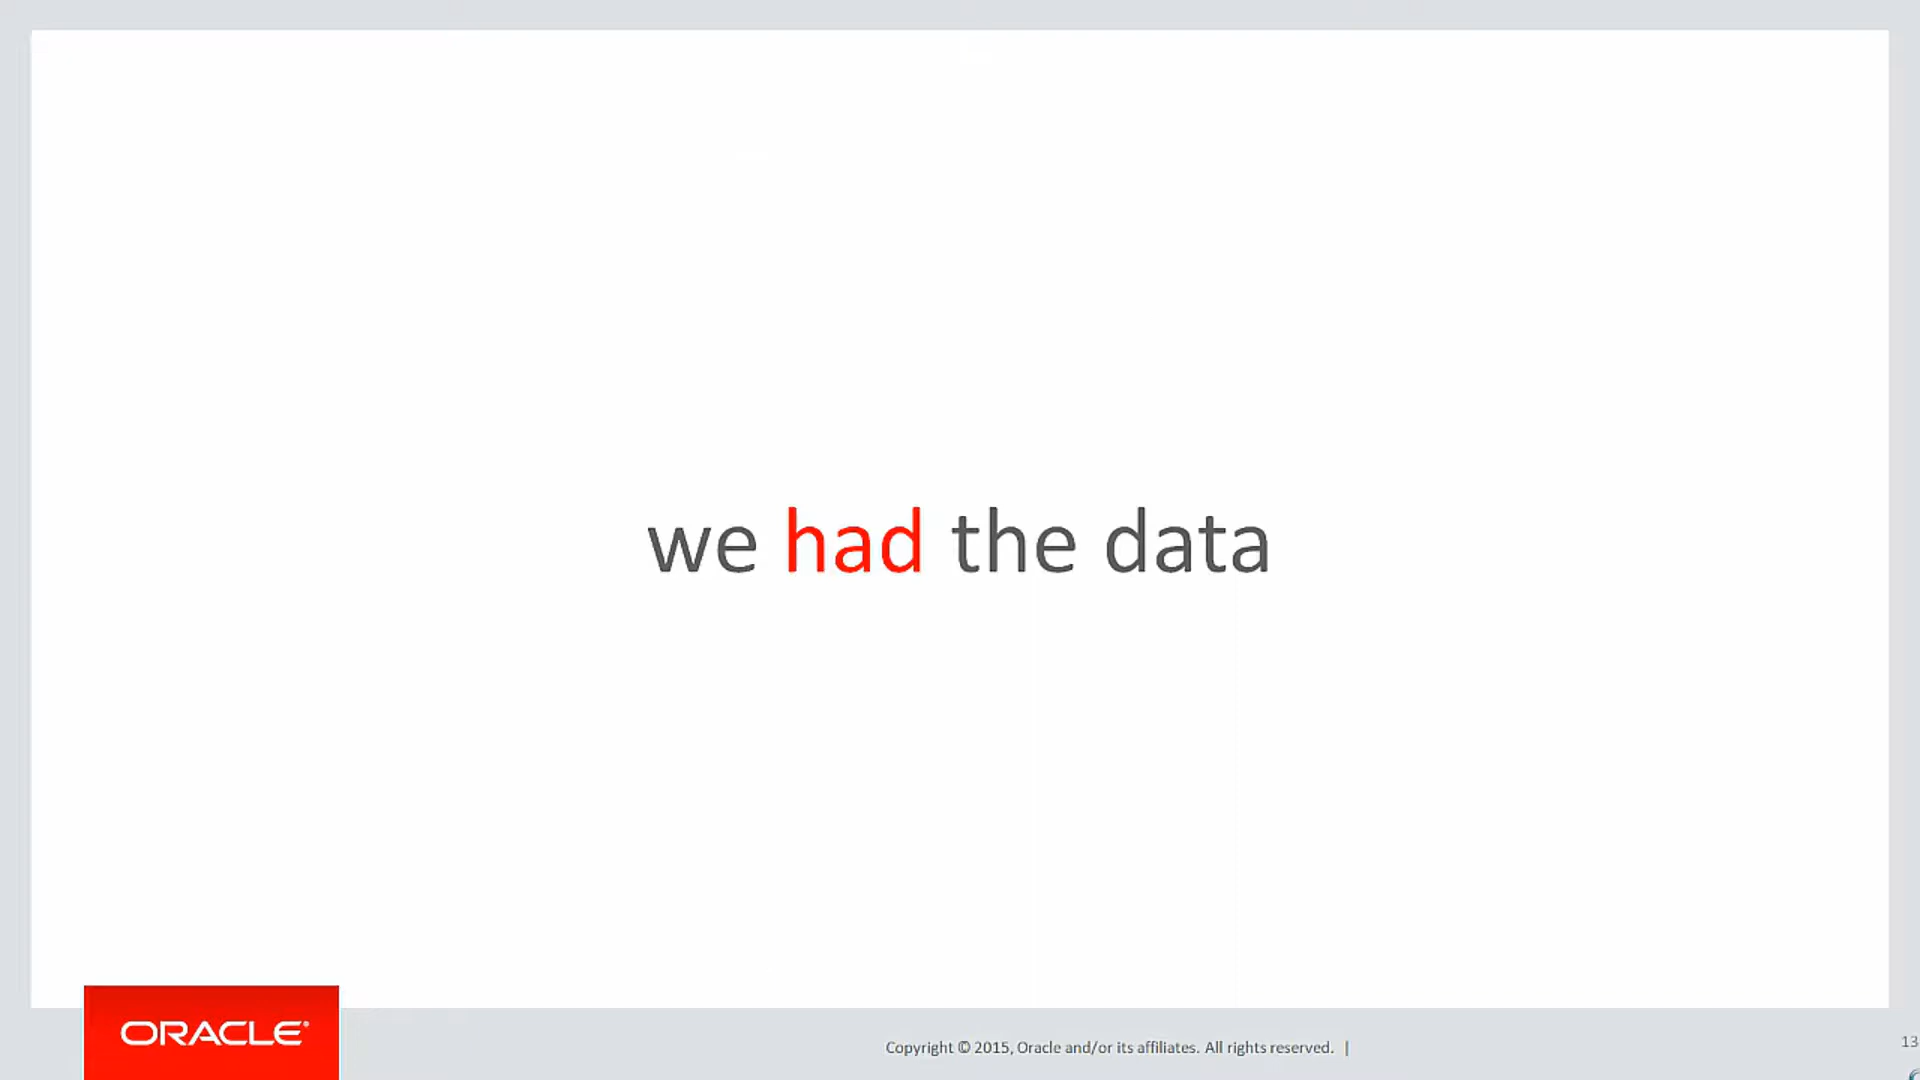 we had the data
ORACLE®
Copyright © 2015, Oracle and/or its affiliates. All rights reserved. |
13